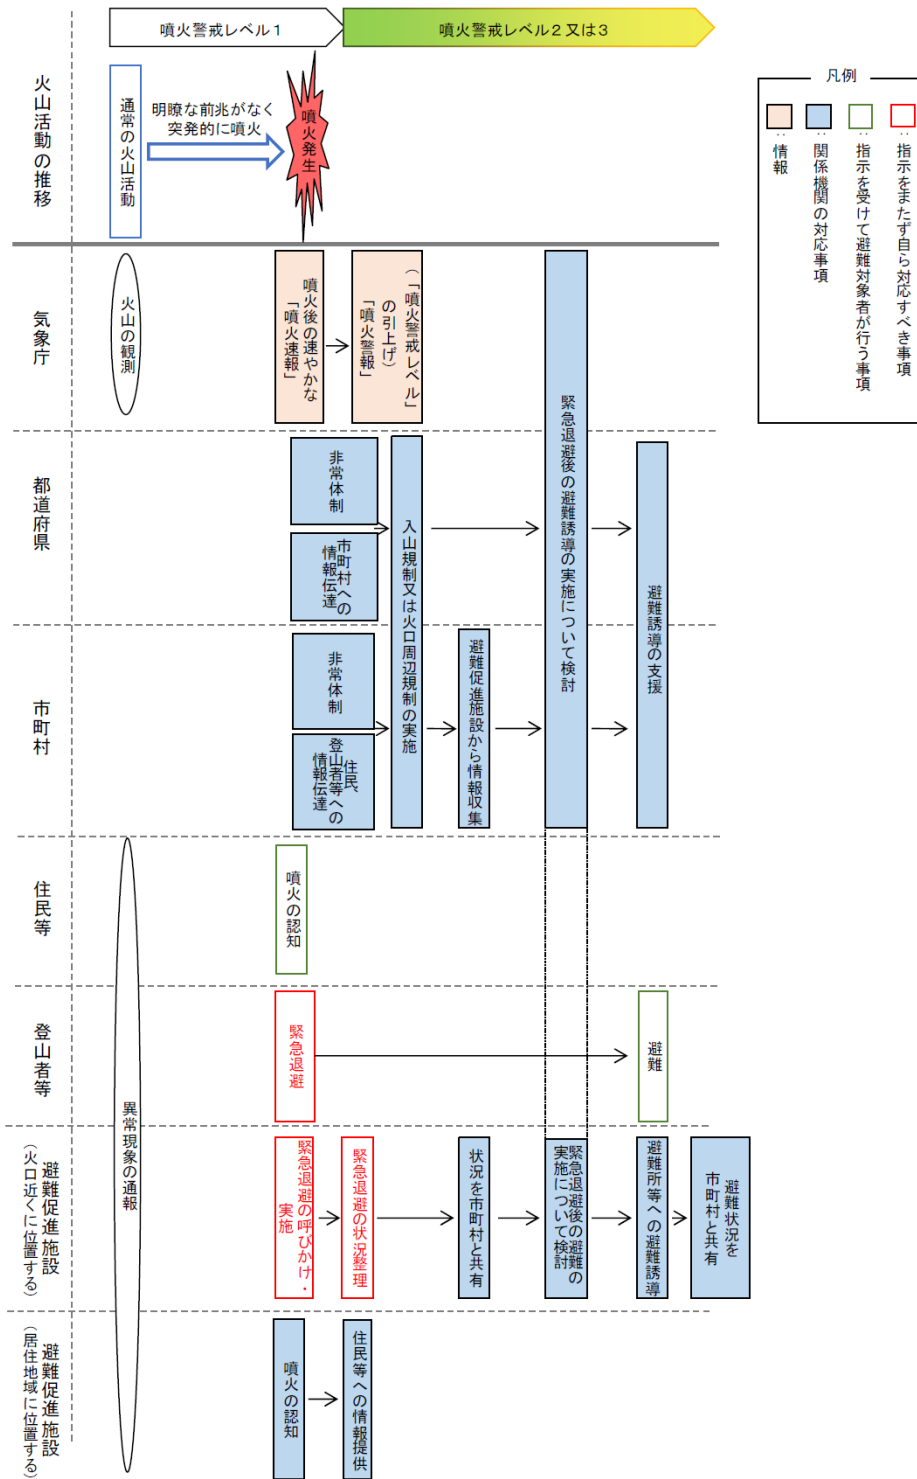 噴火警戒レベル１
噴火警戒レベル２又は３
火山活動の推移
通常の火山活動
明瞭な前兆がなく
突発的に噴火
噴火発生
凡例
：情報
：関係機関の対応事項
：指示を受けて避難対象者が行う事項
：指示をまたず自ら対応すべき事項
気象庁
火山の観測
噴火後の速やかな
「噴火速報」
（「噴火警戒レベル」
の引上げ）
「噴火警報」
緊急退避後の避難誘導の実施について検討
都道府県
非常体制
市町村への
情報伝達
入山規制又は火口周辺規制の実施
避難誘導の支援
市町村
非常体制
住民、
登山者等への
情報伝達
避難促進施設から情報収集
住民等
異常現象の通報
噴火の認知
登山者等
緊急退避
避難
避難促進施設
（火口近くに位置する）
緊急退避の呼びかけ・
実施
緊急退避の状況整理
状況を市町村と共有
緊急退避後の避難の
実施について検討
避難所等への避難誘導
避難状況を
市町村と共有
避難促進施設
（居住地域に位置する）
噴火の認知
住民等への情報提供